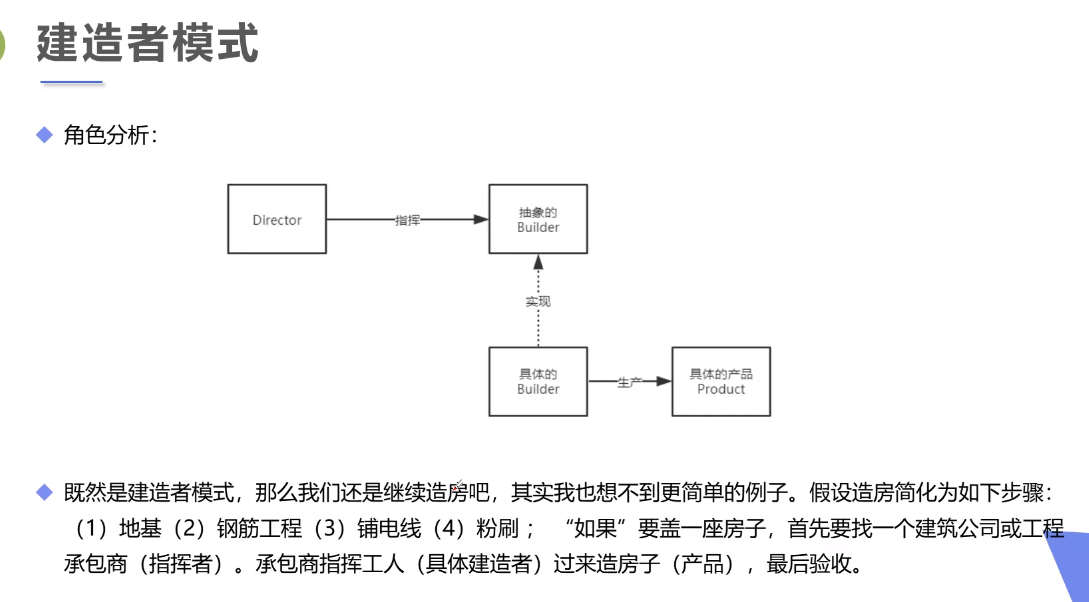 建造者模式
角色分析：
Director
指挥
抽象的
Builder
实现
具体的
Builder
生产
具体的产品
Product
既然是建造者模式，那么我们还是继续造房吧，其实我也想不到更简单的例子。假设造房简化为如下步骤：
（1）地基（2）钢筋工程（3）铺电线（4）粉刷； “如果”要盖一座房子，首先要找一个建筑公司或工程
承包商（指挥者）。承包商指挥工人（具体建造者）过来造房子（产品），最后验收。